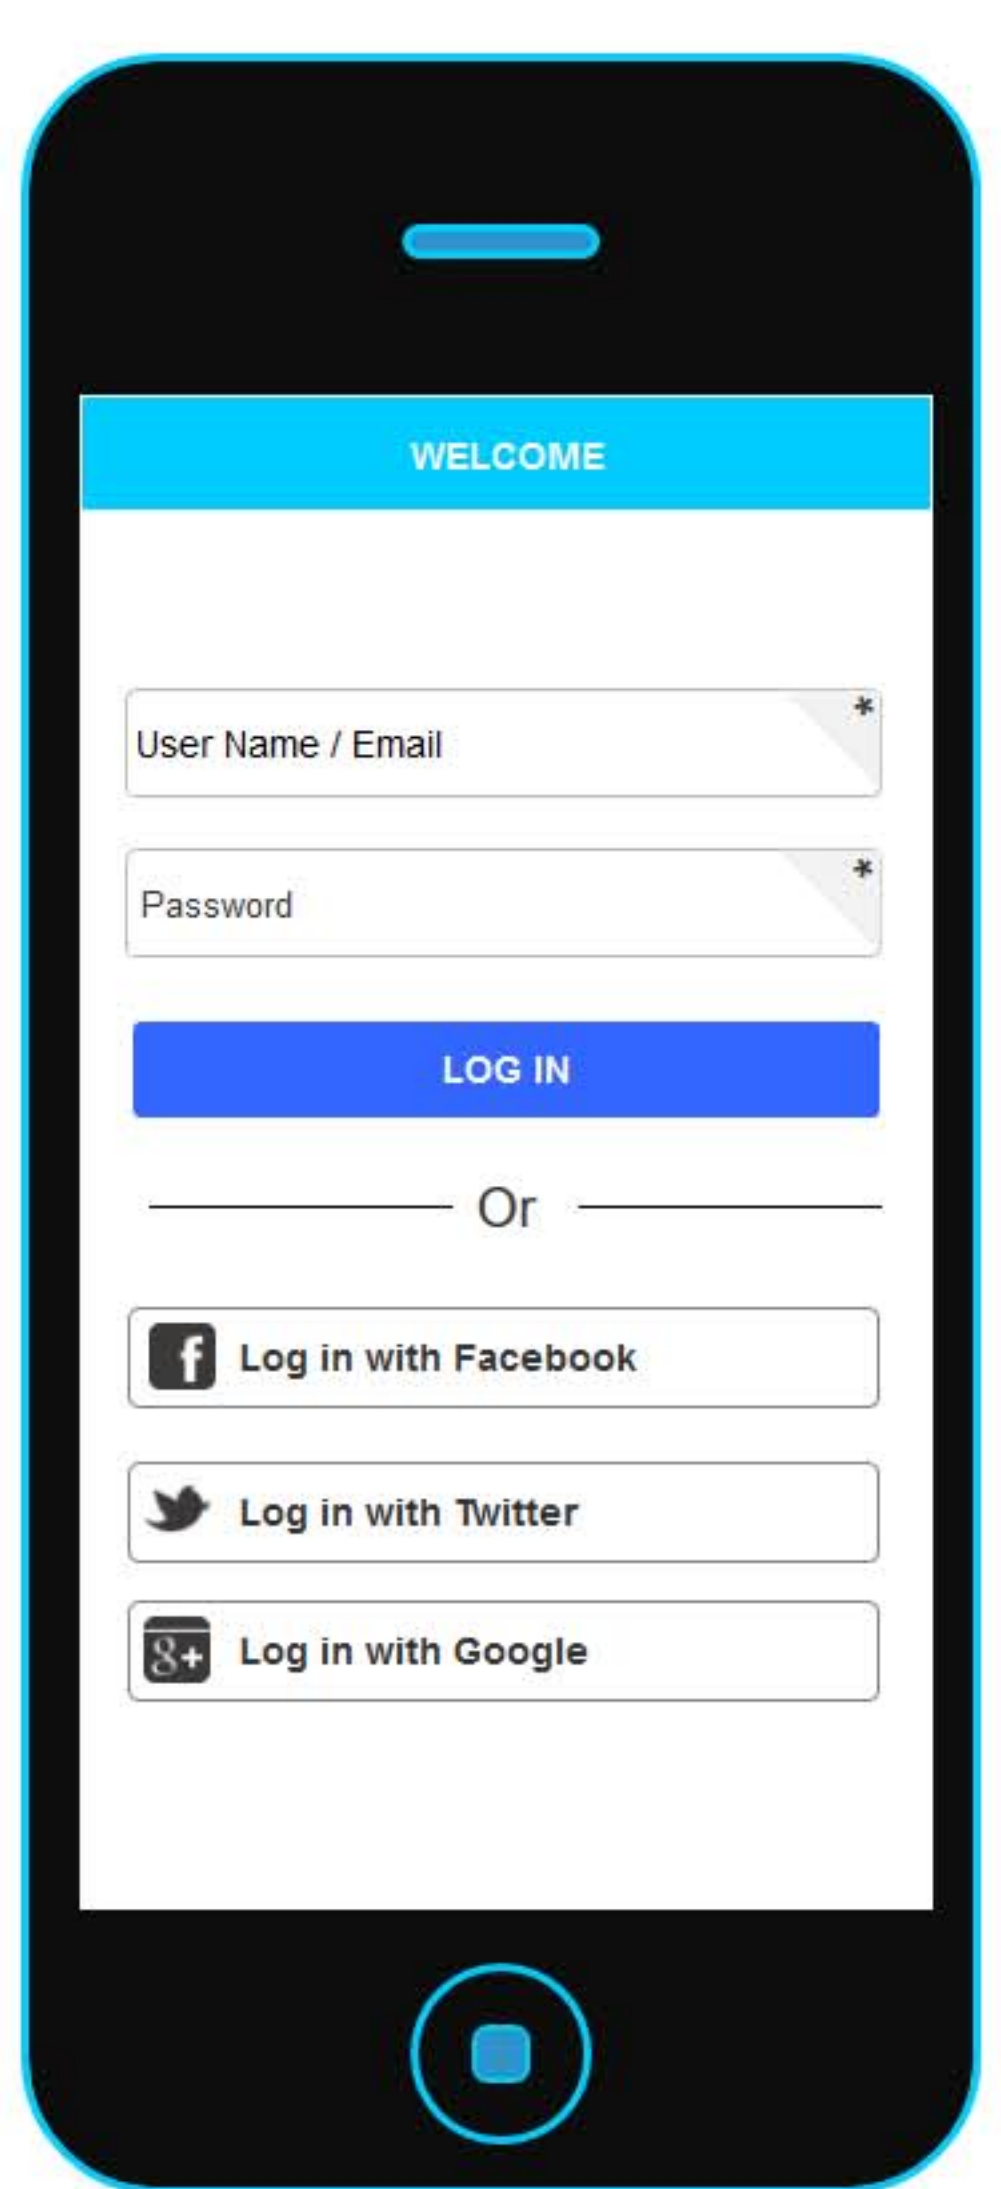 WELCOME
User Name / Email *
Password *
LOG IN
Or
f Log in with Facebook
Log in with Twitter
8+ Log in with Google